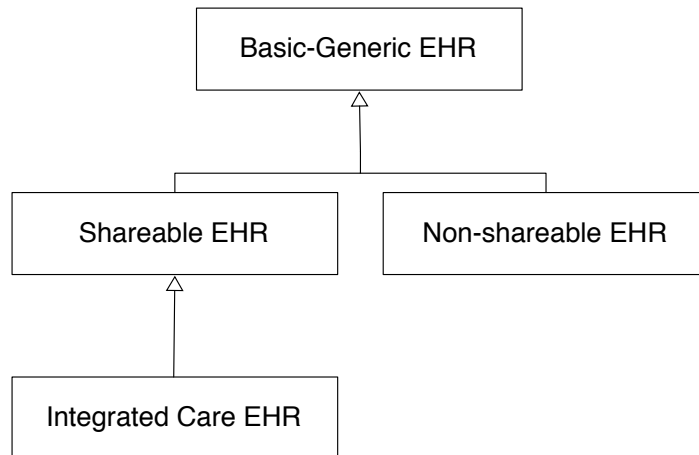 Basic-Generic EHR
Shareable EHR
Non-shareable EHR
Integrated Care EHR